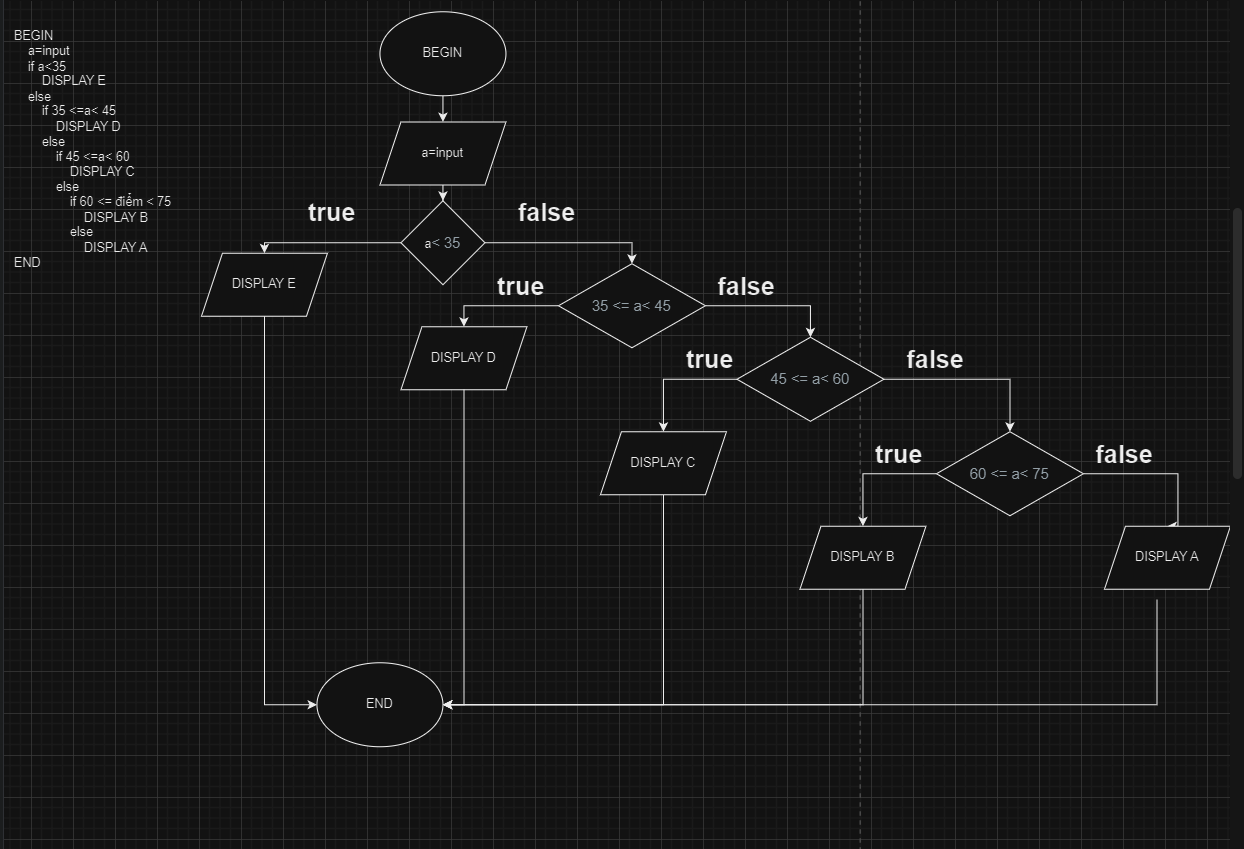 BEGIN
a=input
if a<35
DISPLAY E
else
if 35 <=a< 45
DISPLAY D
else
if 45 <=a< 60
DISPLAY C
else
if 60 <= điểm < 75
DISPLAY B
else
DISPLAY A
END
BEGIN
a=input
true
false
a< 35
DISPLAY E
true
false
35 <= a< 45
DISPLAY D
true
false
45 <= a< 60
DISPLAY C
true
false
60 <= a< 75
DISPLAY B
DISPLAY A
END